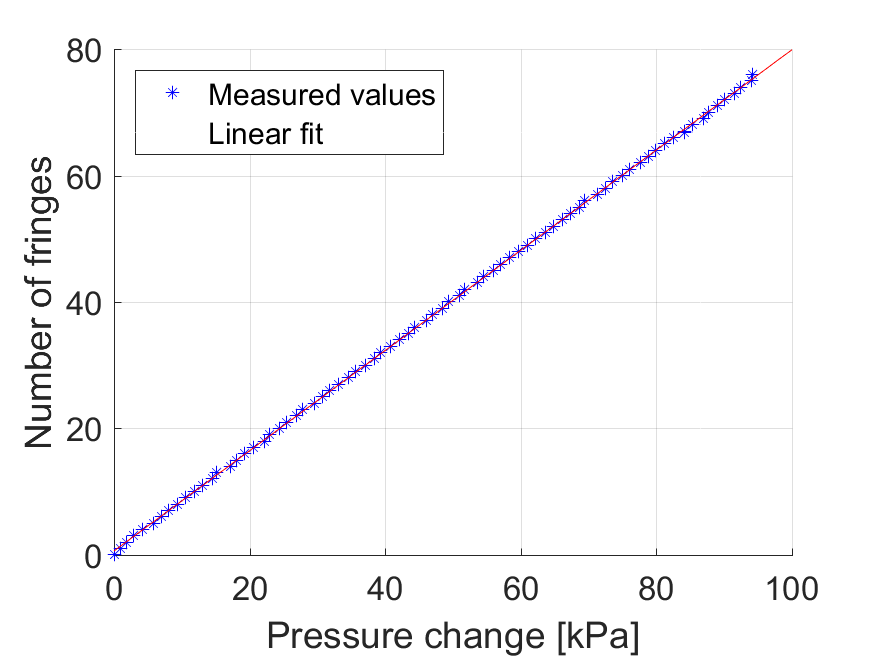 80
60
40
20
0
Number of fringes
Measured values
Linear fit
0 20 40 60 80 100
Pressure change [kPa]